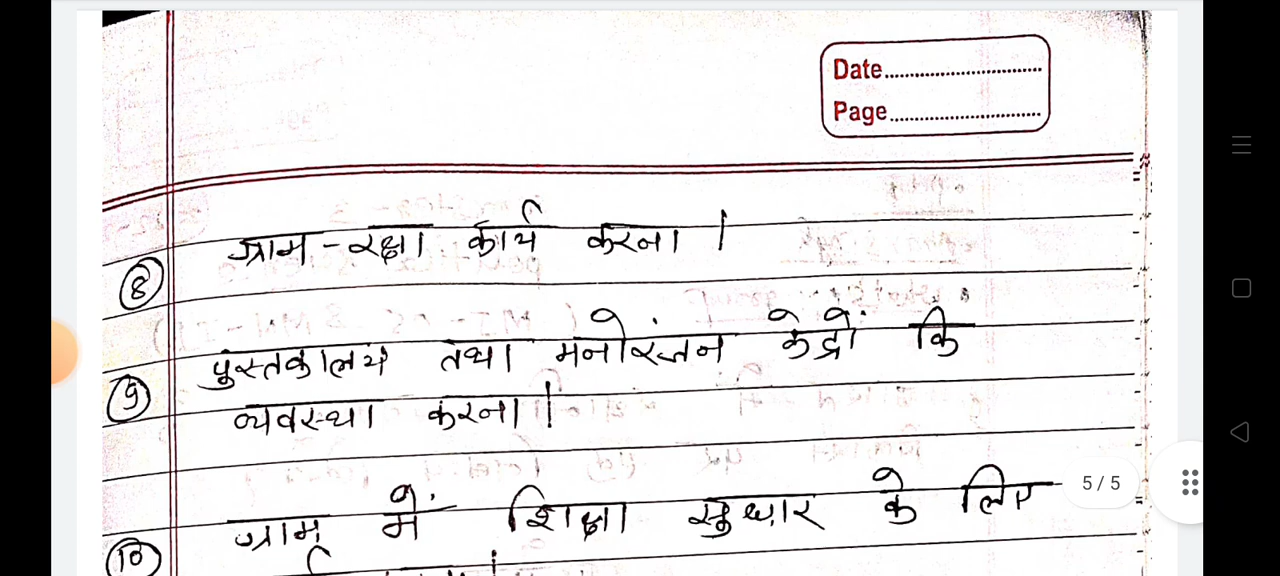 Date
Page
ग्राम - रक्षा कार्य करना।
8
पुस्तकालय तथा मनोरंजन केंद्रों कि
9
व्यवस्था करना।
ग्राम में शिक्षा सुधार के लिए
10
5 / 5